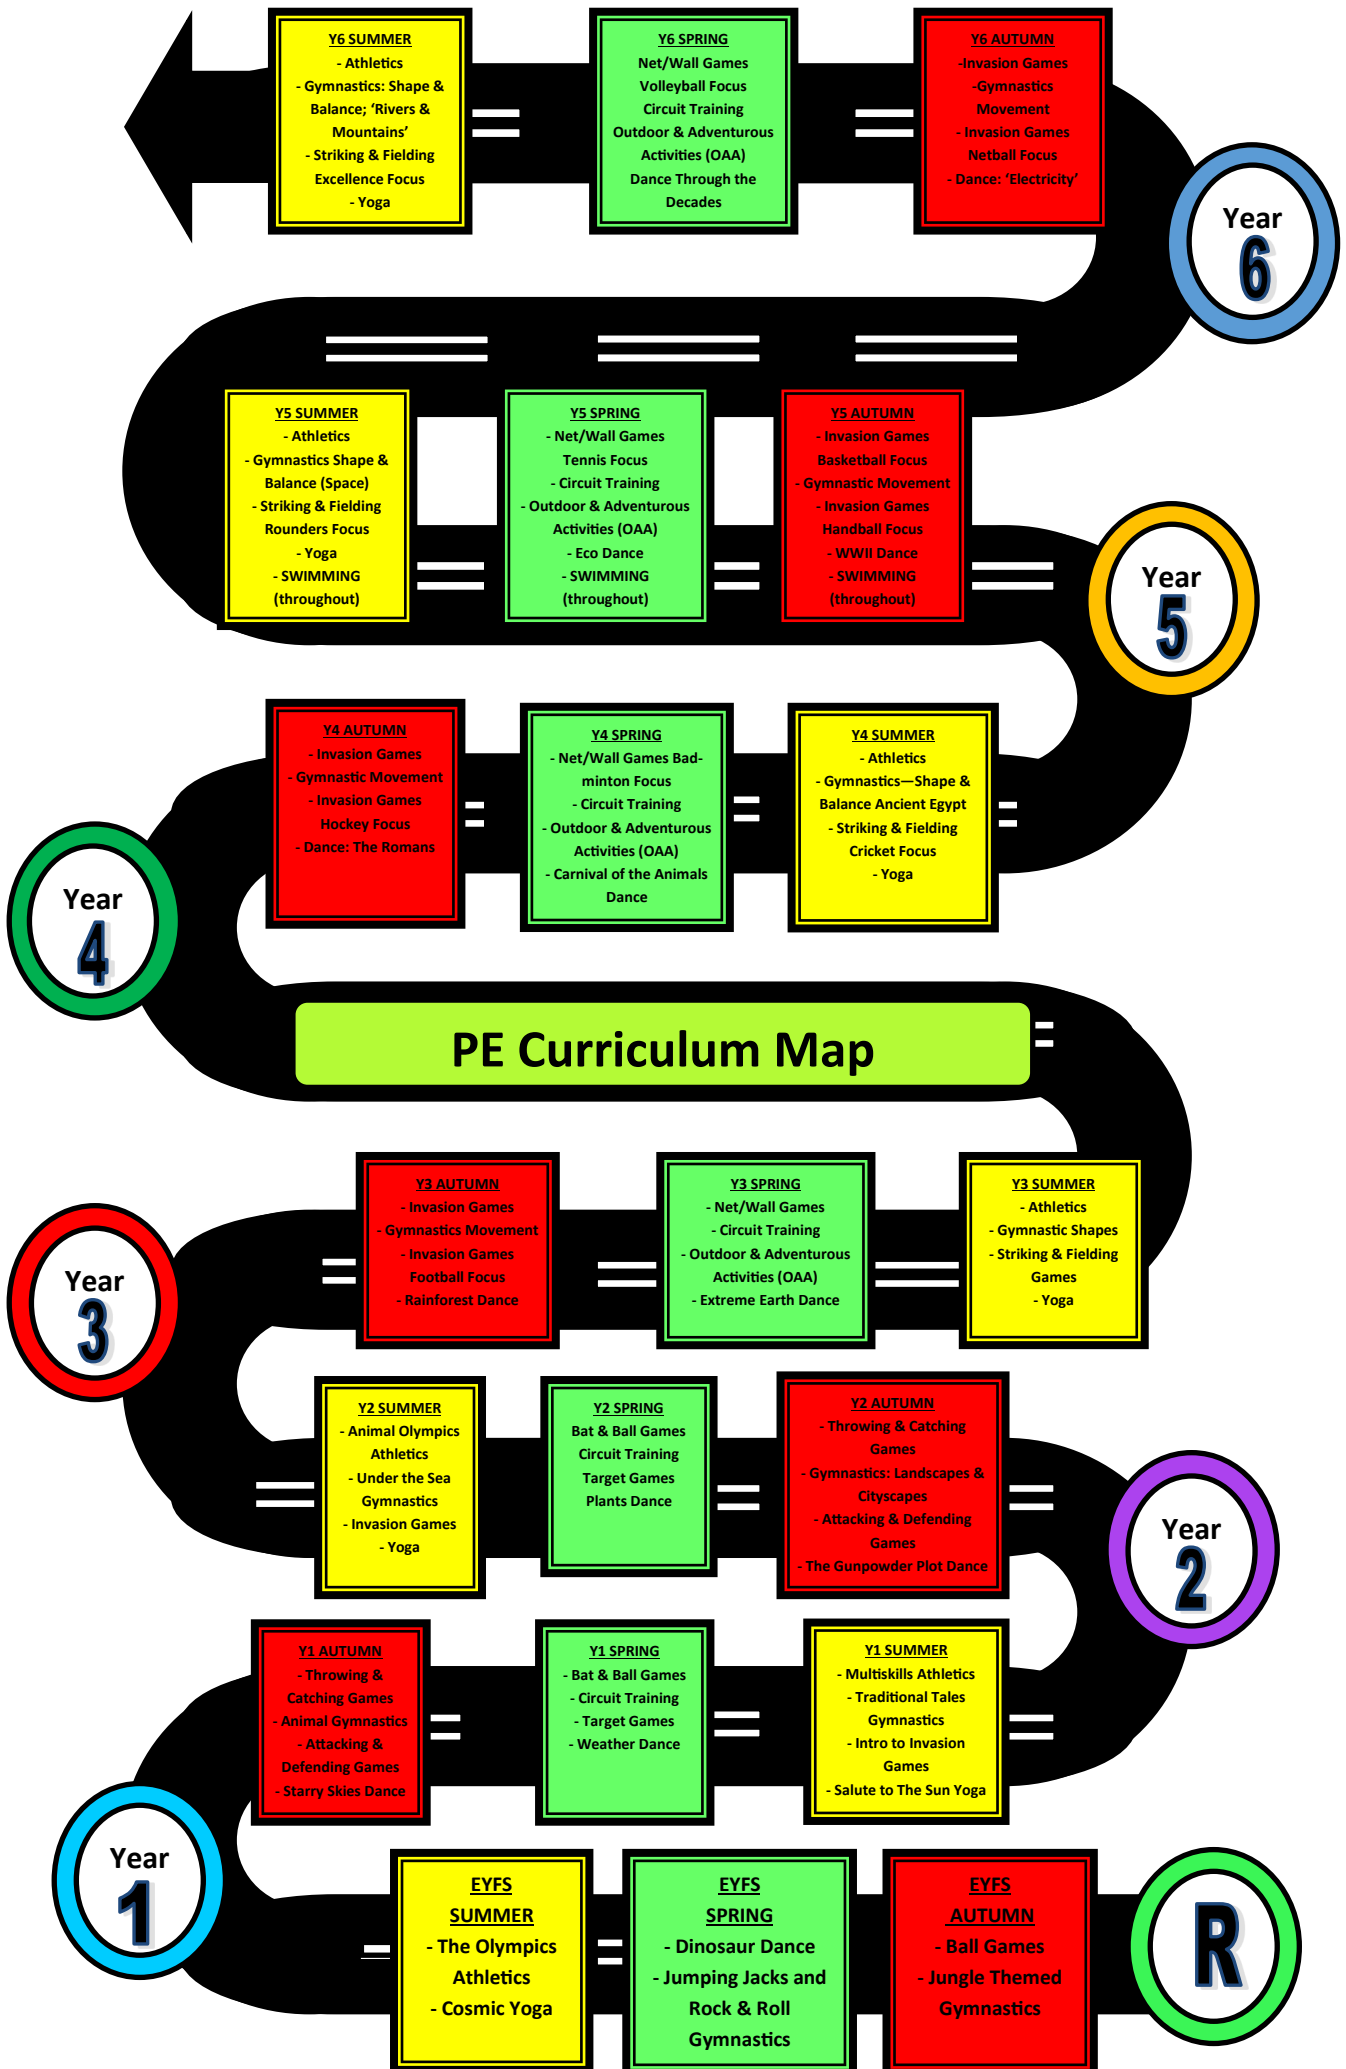 Y6 SUMMER
- Athletics
- Gymnastics: Shape &
Balance; ‘Rivers &
Mountains’
- Striking & Fielding
Excellence Focus
- Yoga
Y6 SPRING
Net/Wall Games
Volleyball Focus
Circuit Training
Outdoor & Adventurous
Activities (OAA)
Dance Through the
Decades
Y6 AUTUMN
-Invasion Games
-Gymnastics
Movement
- Invasion Games
Netball Focus
- Dance: ‘Electricity’
Year
6
Y5 SUMMER
- Athletics
- Gymnastics Shape &
Balance (Space)
- Striking & Fielding
Rounders Focus
- Yoga
- SWIMMING
(throughout)
Y5 SPRING
- Net/Wall Games
Tennis Focus
- Circuit Training
- Outdoor & Adventurous
Activities (OAA)
- Eco Dance
- SWIMMING
(throughout)
Y5 AUTUMN
- Invasion Games
Basketball Focus
- Gymnastic Movement
- Invasion Games
Handball Focus
- WWII Dance
- SWIMMING
(throughout)
Year
5
Y4 AUTUMN
- Invasion Games
- Gymnastic Movement
- Invasion Games
Hockey Focus
- Dance: The Romans
Y4 SPRING
- Net/Wall Games Bad-
minton Focus
- Circuit Training
- Outdoor & Adventurous
Activities (OAA)
- Carnival of the Animals
Dance
Y4 SUMMER
- Athletics
- Gymnastics—Shape &
Balance Ancient Egypt
- Striking & Fielding
Cricket Focus
- Yoga
Year
4
PE Curriculum Map
Y3 AUTUMN
- Invasion Games
- Gymnastics Movement
- Invasion Games
Football Focus
- Rainforest Dance
Y3 SPRING
- Net/Wall Games
- Circuit Training
- Outdoor & Adventurous
Activities (OAA)
- Extreme Earth Dance
Y3 SUMMER
- Athletics
- Gymnastic Shapes
- Striking & Fielding
Games
- Yoga
Year
3
Y2 SUMMER
- Animal Olympics
Athletics
- Under the Sea
Gymnastics
- Invasion Games
- Yoga
Y2 SPRING
Bat & Ball Games
Circuit Training
Target Games
Plants Dance
Y2 AUTUMN
- Throwing & Catching
Games
- Gymnastics: Landscapes &
Cityscapes
- Attacking & Defending
Games
- The Gunpowder Plot Dance
Year
2
Y1 AUTUMN
- Throwing &
Catching Games
- Animal Gymnastics
- Attacking &
Defending Games
- Starry Skies Dance
Y1 SPRING
- Bat & Ball Games
- Circuit Training
- Target Games
- Weather Dance
Y1 SUMMER
- Multiskills Athletics
- Traditional Tales
Gymnastics
- Intro to Invasion
Games
- Salute to The Sun Yoga
Year
1
EYFS
SUMMER
- The Olympics
Athletics
- Cosmic Yoga
EYFS
SPRING
- Dinosaur Dance
- Jumping Jacks and
Rock & Roll
Gymnastics
EYFS
AUTUMN
- Ball Games
- Jungle Themed
Gymnastics
R